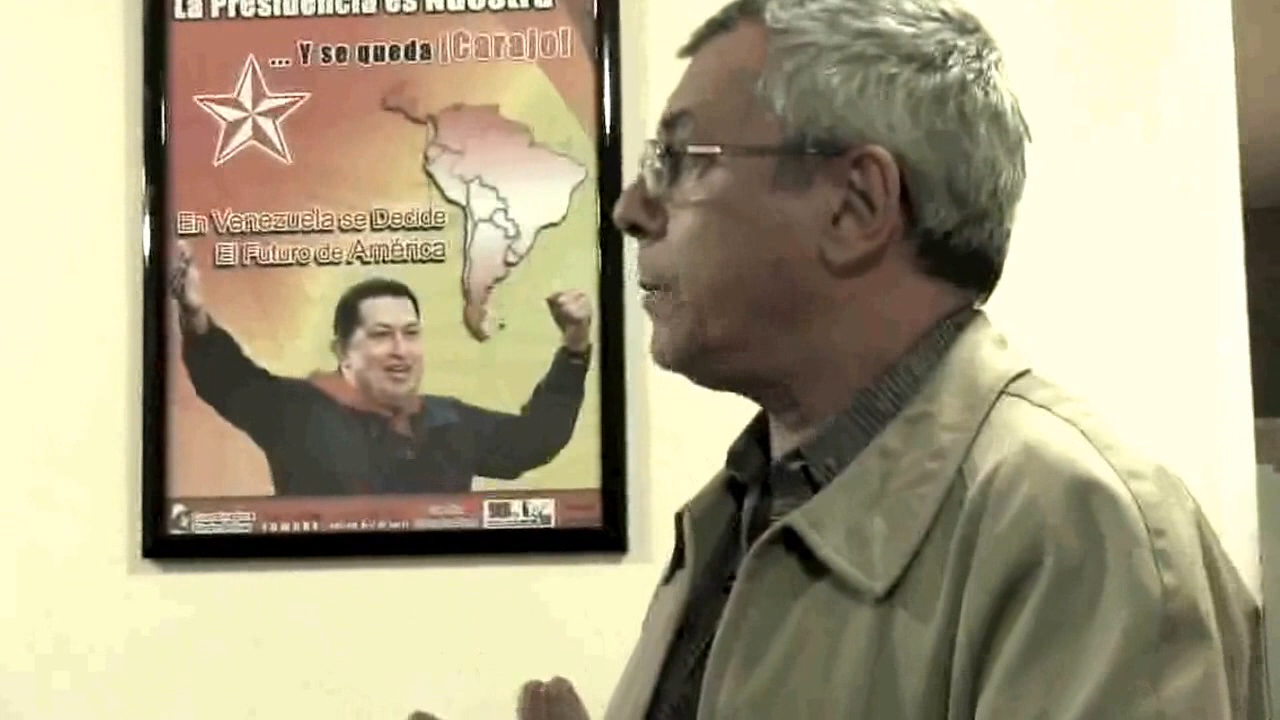 La Presidencia es Nuestra
... Y se queda ¡Carajo!
En Venezuela se Decide
El Futuro de América